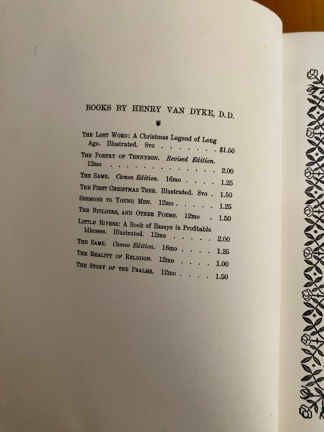 BOOKS BY HENRY VAN DYKE, D.D.
THE LOST WORD: A Christmas Legend of Long
Ago. Illustrated. 8vo . . . . . . . $1.50
THE POETRY OF TENNYSON. Revised Edition.
12mo . . . . . . . . . . . . . . 2.00
THE SAME. Cameo Edition. 16mo . . . . 1.25
THE FIRST CHRISTMAS TREE. Illustrated. 8vo . 1.50
SERMONS TO YOUNG MEN. 12mo . . . . . 1.25
THE BUILDERS, AND OTHER POEMS. 12mo . 1.50
LITTLE RIVERS: A Book of Essays in Profitable
Idleness. Illustrated. 12mo . . . . . 2.00
THE SAME. Cameo Edition. 16mo . . . . 1.25
THE REALITY OF RELIGION. 12mo . . . . 1.00
THE STORY OF THE PSALMS. 12mo . . . . 1.50